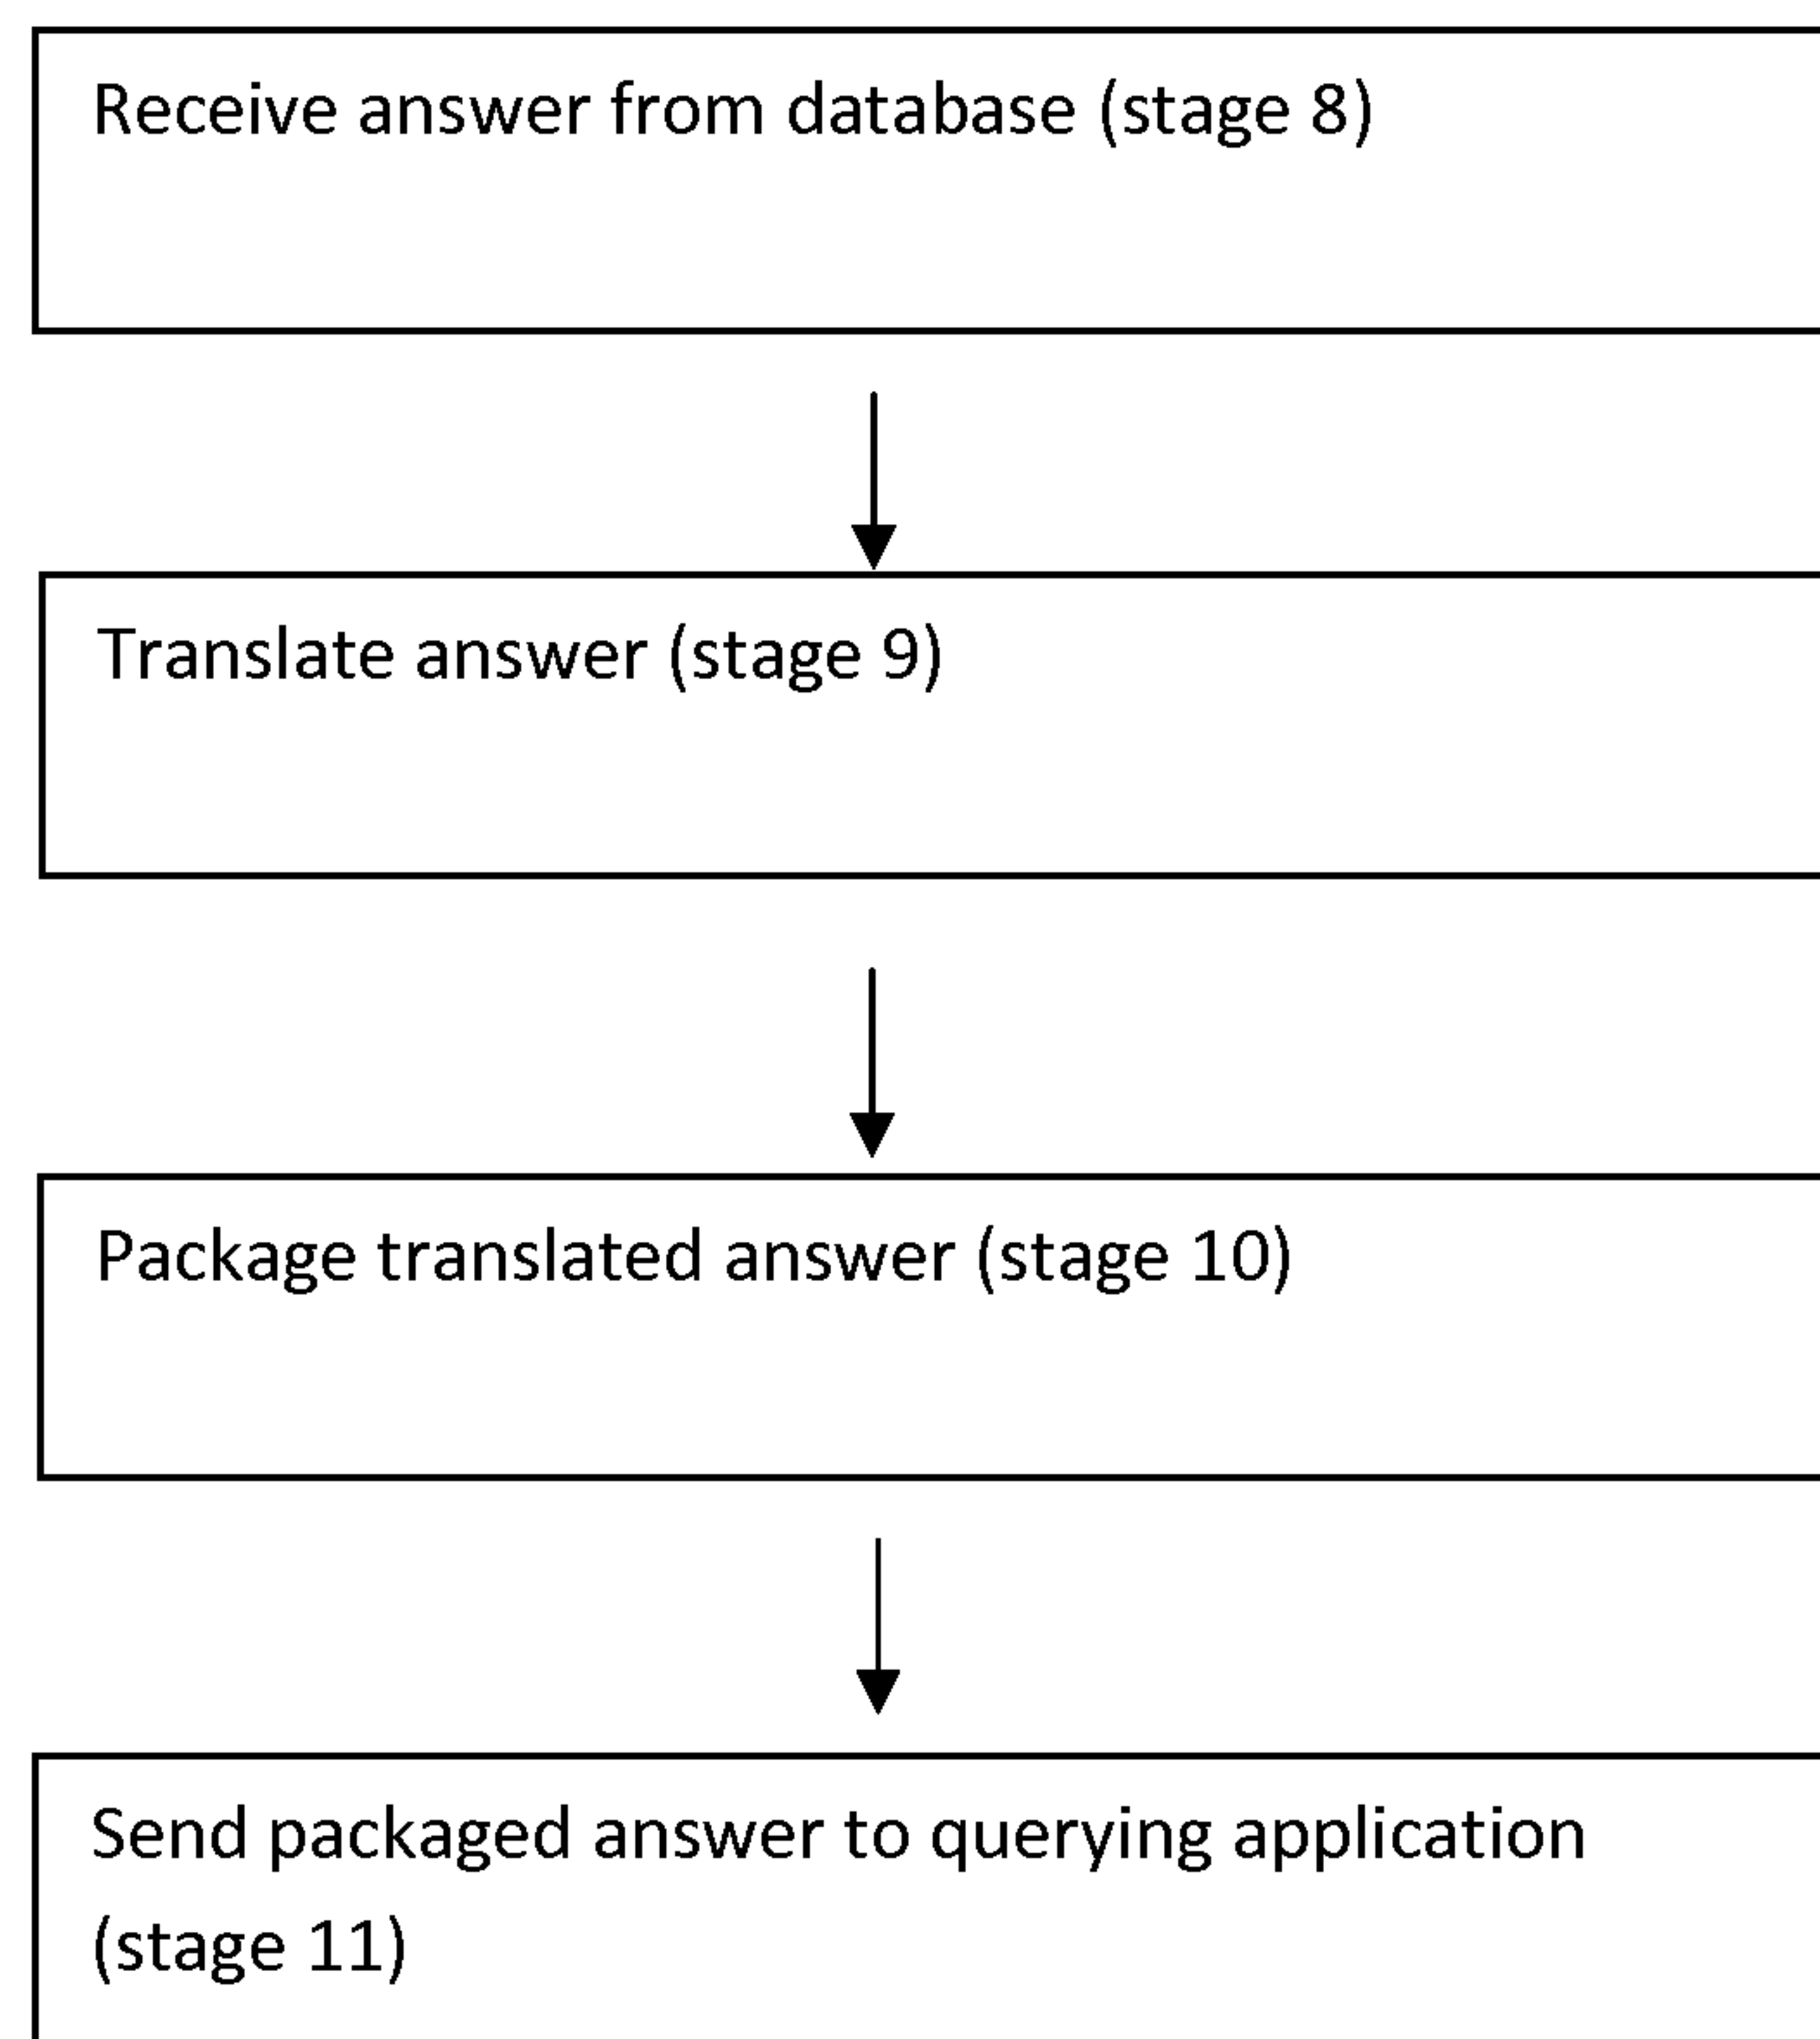 Receive answer from database (stage 8)
Translate answer (stage 9)
Package translated answer (stage 10)
Send packaged answer to querying application
(stage 11)